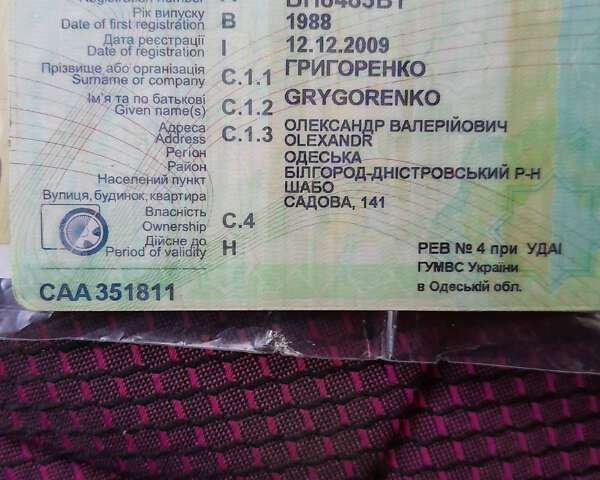 Registration number A
Рік випуску
Date of first registration B 1988
Дата реєстрації
Date of registration I 12.12.2009
Прізвище або організація
Surname or company C.1.1 ГРИГОРЕНКО
Ім'я та по батькові
Given name(s) C.1.2 GRYGORENKO
Адреса
Address C.1.3 ОЛЕКСАНДР ВАЛЕРІЙОВИЧ
OLEXANDR
Регіон ОДЕСЬКА
Район БІЛГОРОД-ДНІСТРОВСЬКИЙ Р-Н
Населений пункт ШАБО
Вулиця, будинок, квартира САДОВА, 141
Власність
Ownership C.4
Дійсне до
Period of validity H
РЕВ № 4 при УДАІ
ГУМВС України
в Одеській обл.
САА 351811